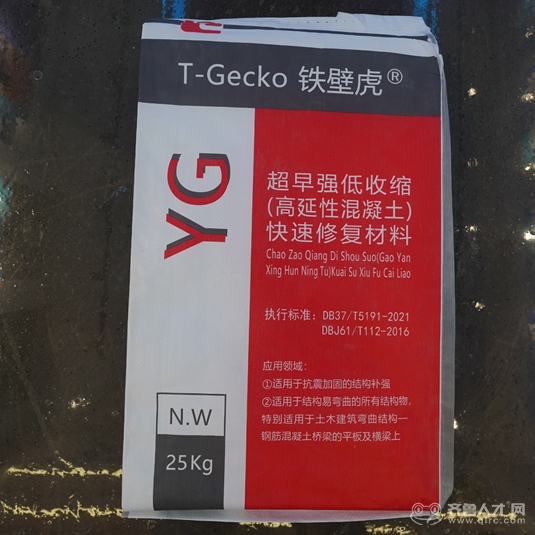 T-Gecko 铁壁虎®
YG
超早强低收缩
(高延性混凝土)
快速修复材料
Chao Zao Qiang Di Shou Suo(Gao Yan
Xing Hun Ning Tu)Kuai Su Xiu Fu Cai Liao
执行标准：DB37/T5191-2021
DBJ61/T112-2016
应用领域：
①适用于抗震加固的结构补强
②适用于结构易弯曲的所有结构物，
特别适用于土木建筑弯曲结构一
钢筋混凝土桥梁的平板及横梁上
N.W
25Kg
齐鲁人才网
www.qlrc.com